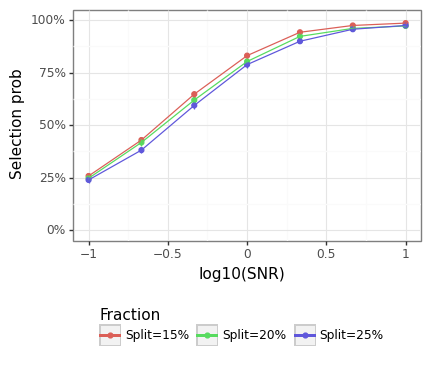 100%
75%
50%
25%
0%
Selection prob
−1
−0.5
0
0.5
1
log10(SNR)
Fraction
Split=15% Split=20% Split=25%